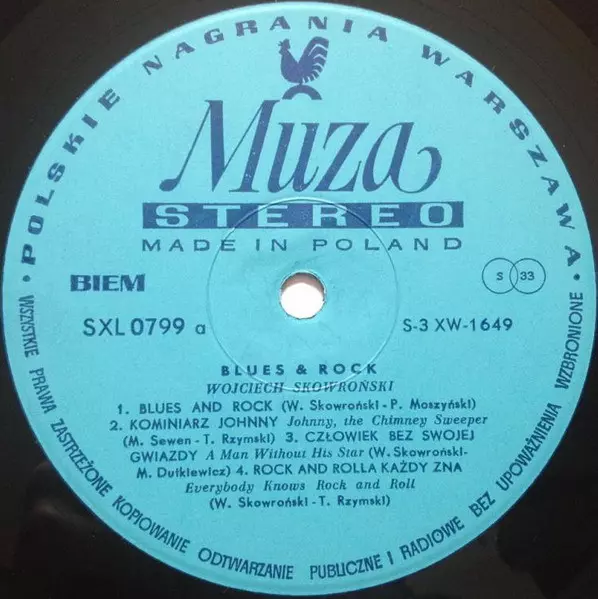 • POLSKIE NAGRANIA WARSZAWA •
Muza
STEREO
MADE IN POLAND
BIEM
S 33
SXL 0799 a
S-3 XW-1649
BLUES & ROCK
WOJCIECH SKOWROŃSKI
1. BLUES AND ROCK (W. Skowroński - P. Moszyński)
2. KOMINIARZ JOHNNY Johnny, the Chimney Sweeper
(M. Sewen - T. Rzymski) 3. CZŁOWIEK BEZ SWOJEJ
GWIAZDY A Man Without His Star (W. Skowroński-
M. Dutkiewicz) 4. ROCK AND ROLLA KAŻDY ZNA
Everybody Knows Rock and Roll
(W. Skowroński - T. Rzymski)
WSZYSTKIE PRAWA ZASTRZEŻONE KOPIOWANIE ODTWARZANIE PUBLICZNE I RADIOWE BEZ UPOWAŻNIENIA WZBRONIONE